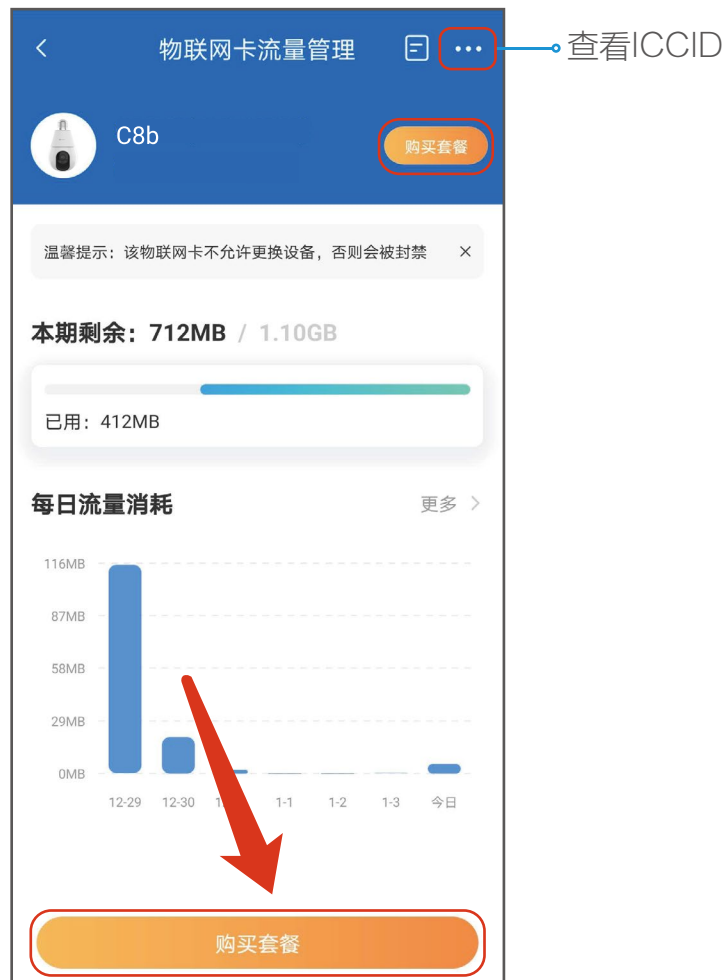 物联网卡流量管理
查看ICCID
C8b
购买套餐
温馨提示：该物联网卡不允许更换设备，否则会被封禁
本期剩余：712MB / 1.10GB
已用：412MB
每日流量消耗
更多
116MB
87MB
58MB
29MB
0MB
12-29 12-30 1-1 1-2 1-3 今日
购买套餐